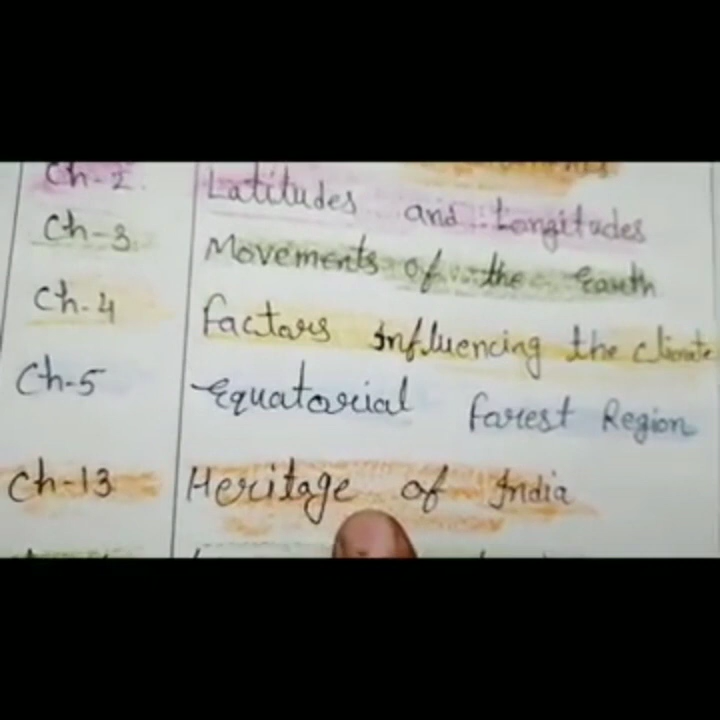 Ch-2. Latitudes and Longitudes
Ch-3 Movements of the Earth
Ch-4 Factors Influencing the climate
Ch-5 Equatorial Forest Region
Ch-13 Heritage of India